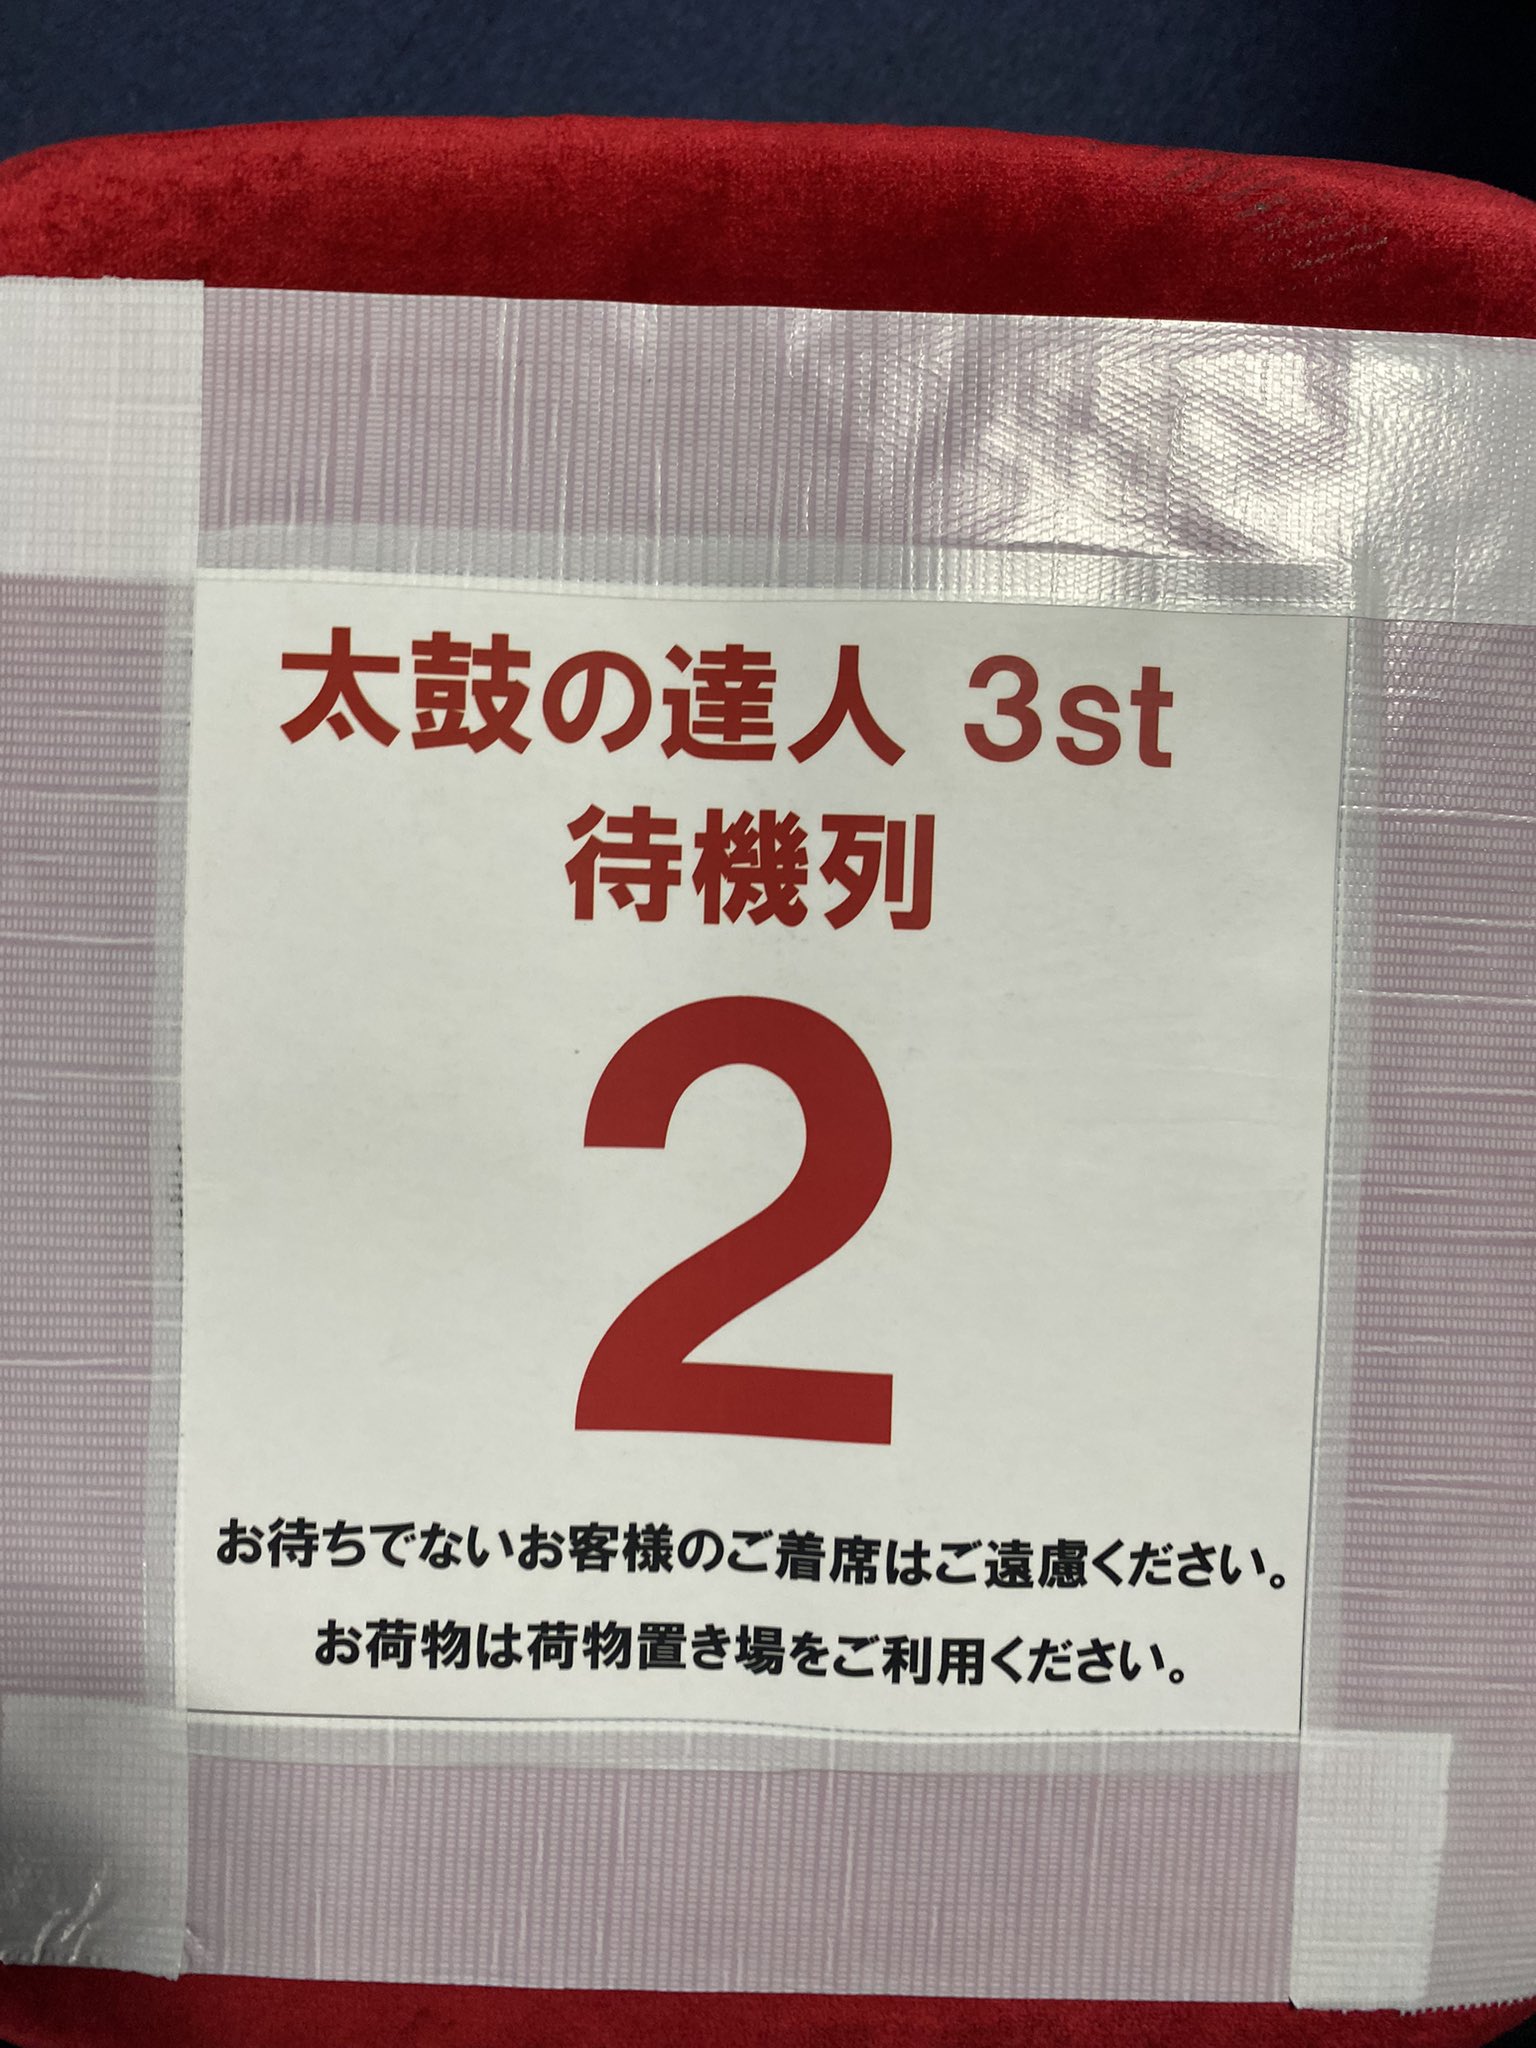 太鼓の達人 3st
待機列
2
お待ちでないお客様のご着席はご遠慮ください。
お荷物は荷物置き場をご利用ください。